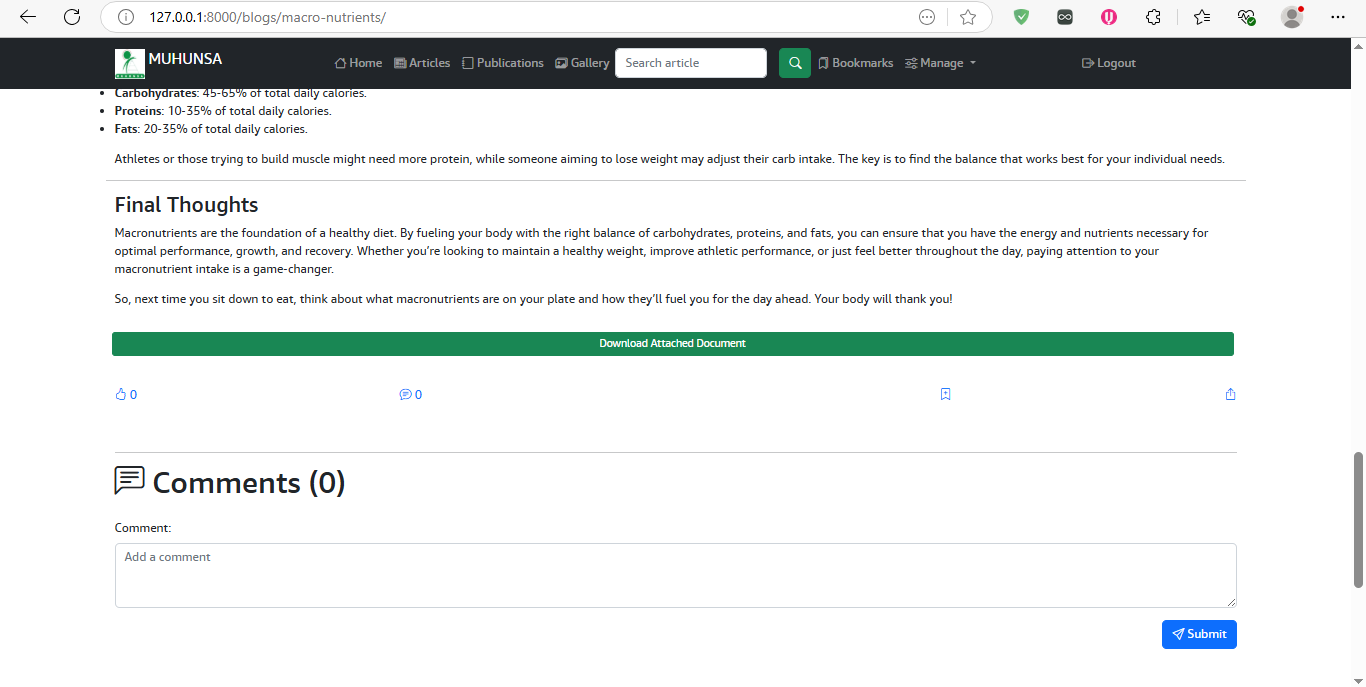 127.0.0.1:8000/blogs/macro-nutrients/
MUHUNSA
Home Articles Publications Gallery Search article Bookmarks Manage Logout
Carbohydrates: 45-65% of total daily calories.
Proteins: 10-35% of total daily calories.
Fats: 20-35% of total daily calories.
Athletes or those trying to build muscle might need more protein, while someone aiming to lose weight may adjust their carb intake. The key is to find the balance that works best for your individual needs.
Final Thoughts
Macronutrients are the foundation of a healthy diet. By fueling your body with the right balance of carbohydrates, proteins, and fats, you can ensure that you have the energy and nutrients necessary for
optimal performance, growth, and recovery. Whether you’re looking to maintain a healthy weight, improve athletic performance, or just feel better throughout the day, paying attention to your
macronutrient intake is a game-changer.
So, next time you sit down to eat, think about what macronutrients are on your plate and how they’ll fuel you for the day ahead. Your body will thank you!
Download Attached Document
0 0
Comments (0)
Comment:
Add a comment
Submit